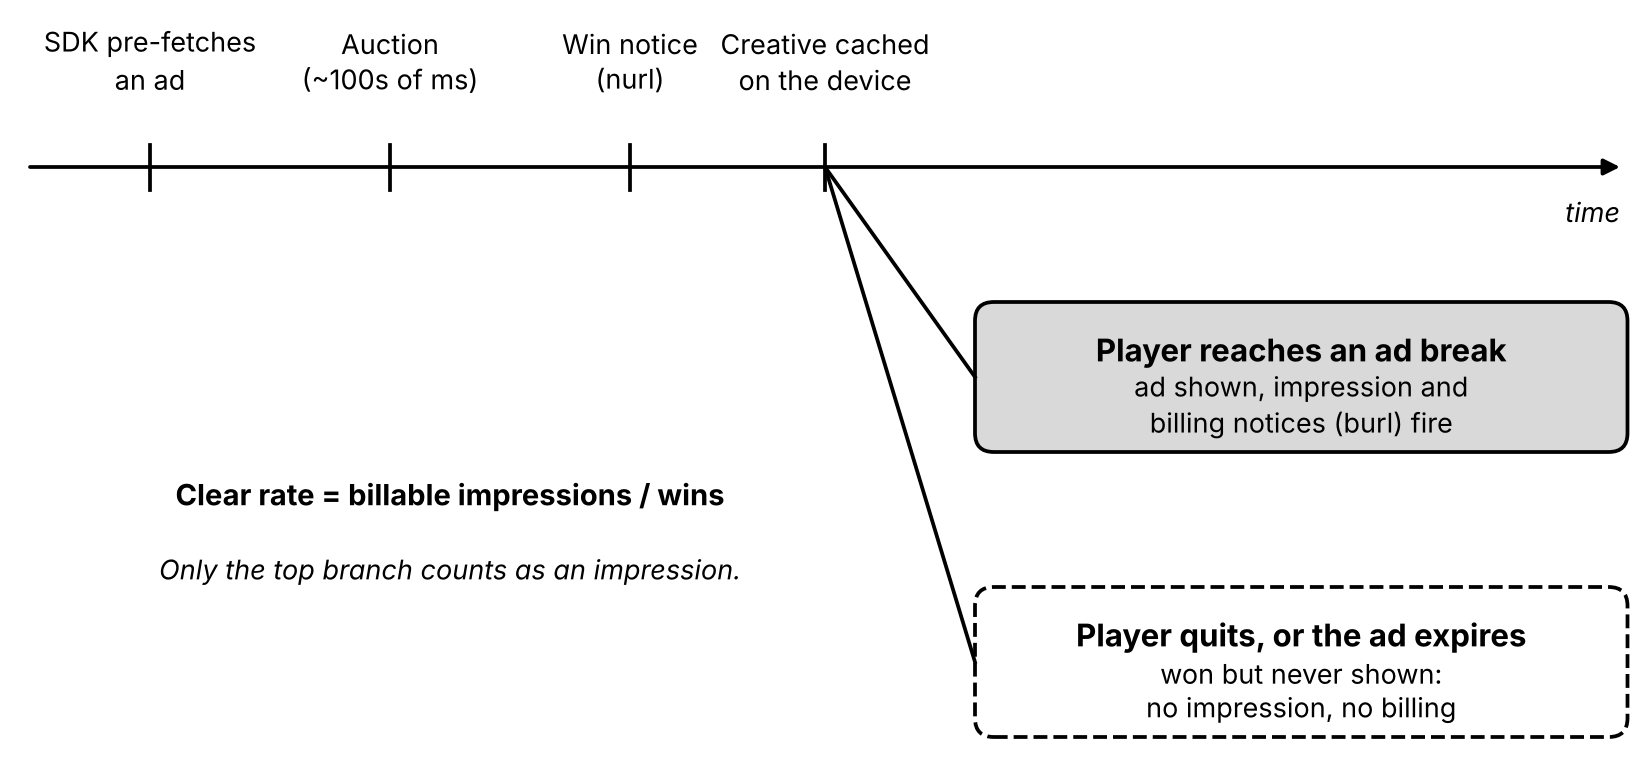 SDK pre-fetches
an ad
Auction
(~100s of ms)
Win notice
(nurl)
Creative cached
on the device
time
Player reaches an ad break
ad shown, impression and
billing notices (burl) fire
Clear rate = billable impressions / wins
Only the top branch counts as an impression.
Player quits, or the ad expires
won but never shown:
no impression, no billing